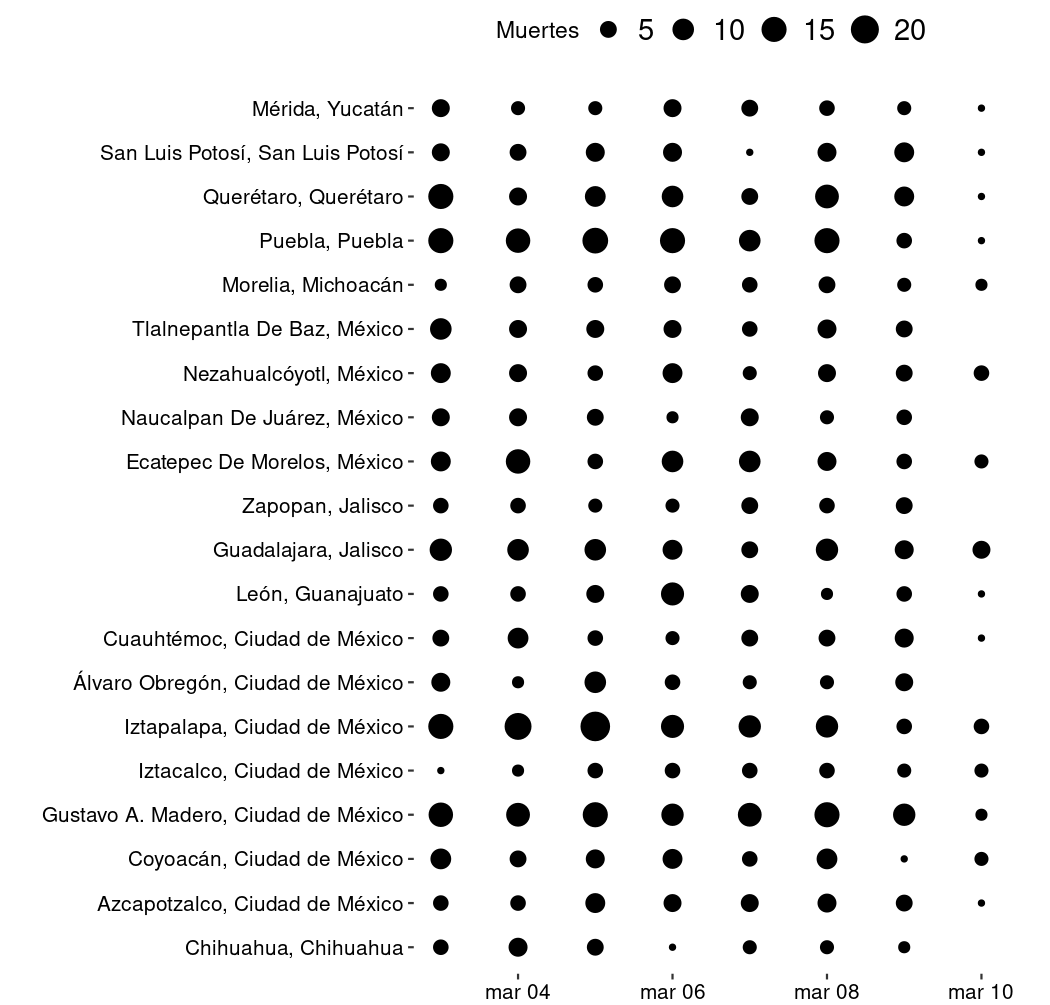 Muertes 5 10 15 20
Mérida, Yucatán
San Luis Potosí, San Luis Potosí
Querétaro, Querétaro
Puebla, Puebla
Morelia, Michoacán
Tlalnepantla De Baz, México
Nezahualcóyotl, México
Naucalpan De Juárez, México
Ecatepec De Morelos, México
Zapopan, Jalisco
Guadalajara, Jalisco
León, Guanajuato
Cuauhtémoc, Ciudad de México
Álvaro Obregón, Ciudad de México
Iztapalapa, Ciudad de México
Iztacalco, Ciudad de México
Gustavo A. Madero, Ciudad de México
Coyoacán, Ciudad de México
Azcapotzalco, Ciudad de México
Chihuahua, Chihuahua
mar 04 mar 06 mar 08 mar 10